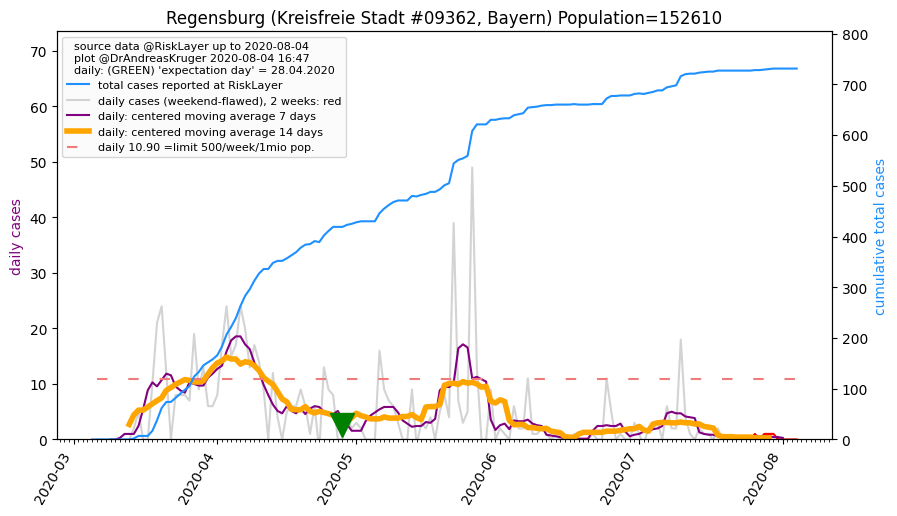 Regensburg (Kreisfreie Stadt #09362, Bayern) Population=152610
source data @RiskLayer up to 2020-08-04
plot @DrAndreasKruger 2020-08-04 16:47
daily: (GREEN) 'expectation day' = 28.04.2020
total cases reported at RiskLayer
daily cases (weekend-flawed), 2 weeks: red
daily: centered moving average 7 days
daily: centered moving average 14 days
daily 10.90 =limit 500/week/1mio pop.
daily cases
70
60
50
40
30
20
10
0
cumulative total cases
800
700
600
500
400
300
200
100
0
2020-03
2020-04
2020-05
2020-06
2020-07
2020-08